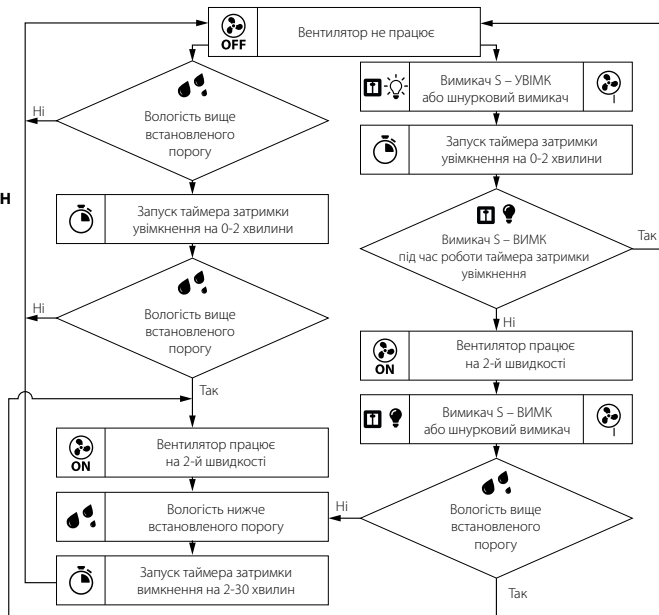 OFF
Вентилятор не працює
Вологість вище
встановленого
порогу
Ні
Н
Запуск таймера затримки
увімкнення на 0-2 хвилини
Вологість вище
встановленого
порогу
Ні
Так
ON
Вентилятор працює
на 2-й швидкості
Вологість нижче
встановленого порогу
Запуск таймера затримки
вимкнення на 2-30 хвилин
Вимикач S – УВІМК
або шнурковий вимикач
Запуск таймера затримки
увімкнення на 0-2 хвилини
Вимикач S – ВИМК
під час роботи таймера затримки
увімкнення
Так
Ні
ON
Вентилятор працює
на 2-й швидкості
Вимикач S – ВИМК
або шнурковий вимикач
Вологість вище
встановленого
порогу
Ні
Так